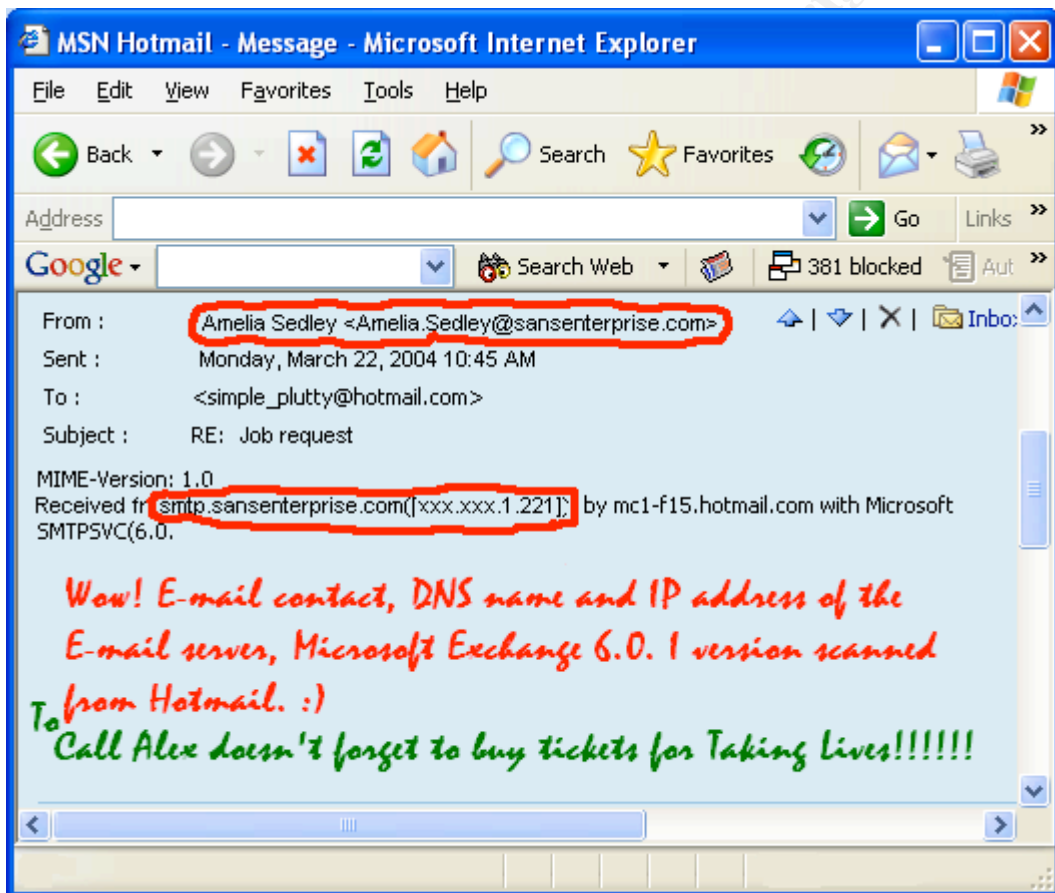 MSN Hotmail - Message - Microsoft Internet Explorer
File Edit View Favorites Tools Help
Back Search Favorites »
Address Go Links »
Google Search Web 381 blocked Aut »
From : Amelia Sedley <Amelia.Sedley@sansenterprise.com> | | X | Inbo
Sent : Monday, March 22, 2004 10:45 AM
To : <simple_plutty@hotmail.com>
Subject : RE: Job request
MIME-Version: 1.0
Received fr smtp.sansenterprise.com([xxx.xxx.1.221]) by mc1-f15.hotmail.com with Microsoft
SMTPSVC(6.0.
Wow! E-mail contact, DNS name and IP address of the
E-mail server, Microsoft Exchange 6.0. I version scanned
from Hotmail. :)
To
Call Alex doesn't forget to buy tickets for Taking Lives!!!!!!